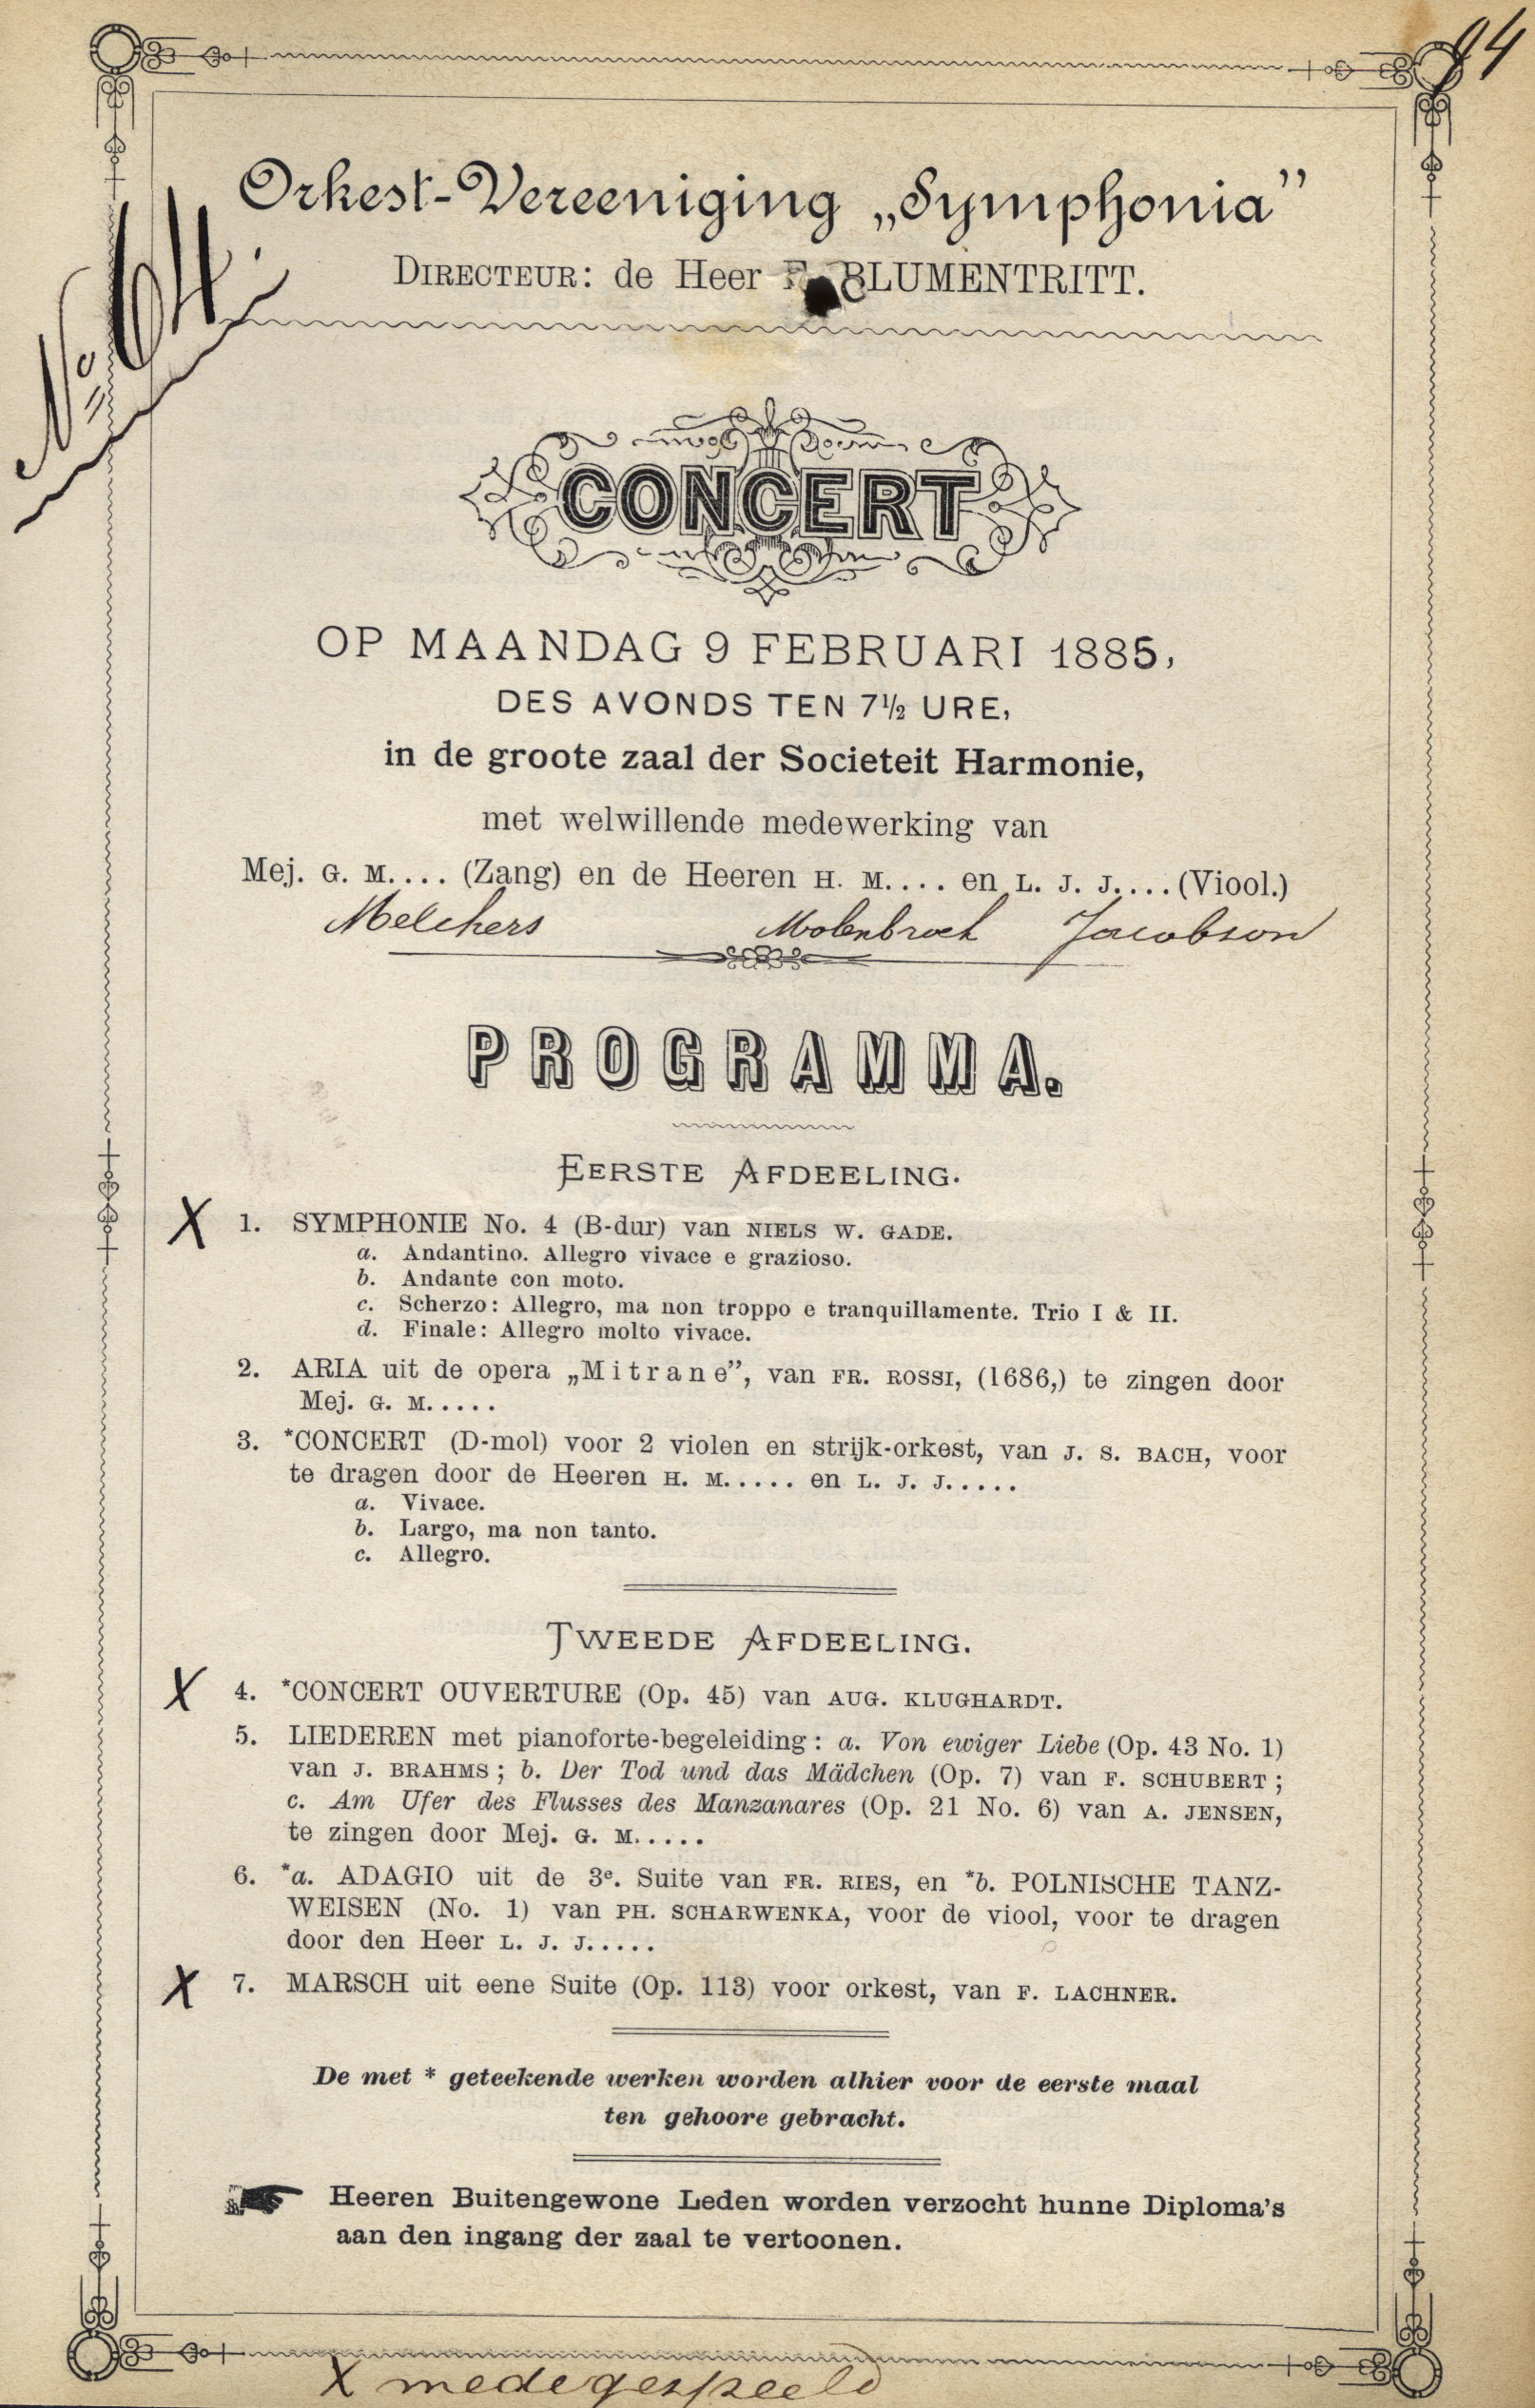 94
Orkest-Vereeniging „Symphonia”
DIRECTEUR: de Heer F. BLUMENTRITT.
CONCERT
OP MAANDAG 9 FEBRUARI 1885,
DES AVONDS TEN 7½ URE,
in de groote zaal der Societeit Harmonie,
met welwillende medewerking van
Mej. G. M.... (Zang) en de Heeren H. M.... en L. J. J.... (Viool.)
Melchers Molenbroek Jacobson
PROGRAMMA.
EERSTE AFDEELING.
X 1. SYMPHONIE No. 4 (B-dur) van NIELS W. GADE.
a. Andantino. Allegro vivace e grazioso.
b. Andante con moto.
c. Scherzo: Allegro, ma non troppo e tranquillamente. Trio I & II.
d. Finale: Allegro molto vivace.
2. ARIA uit de opera „Mitrane”, van FR. ROSSI, (1686,) te zingen door
Mej. G. M.....
3. *CONCERT (D-mol) voor 2 violen en strijk-orkest, van J. S. BACH, voor
te dragen door de Heeren H. M..... en L. J. J.....
a. Vivace.
b. Largo, ma non tanto.
c. Allegro.
TWEEDE AFDEELING.
X 4. *CONCERT OUVERTURE (Op. 45) van AUG. KLUGHARDT.
5. LIEDEREN met pianoforte-begeleiding: a. Von ewiger Liebe (Op. 43 No. 1)
van J. BRAHMS; b. Der Tod und das Mädchen (Op. 7) van F. SCHUBERT;
c. Am Ufer des Flusses des Manzanares (Op. 21 No. 6) van A. JENSEN,
te zingen door Mej. G. M.....
6. *a. ADAGIO uit de 3e. Suite van FR. RIES, en *b. POLNISCHE TANZ-
WEISEN (No. 1) van PH. SCHARWENKA, voor de viool, voor te dragen
door den Heer L. J. J.....
X 7. MARSCH uit eene Suite (Op. 113) voor orkest, van F. LACHNER.
De met * geteekende werken worden alhier voor de eerste maal
ten gehoore gebracht.
Heeren Buitengewone Leden worden verzocht hunne Diploma's
aan den ingang der zaal te vertoonen.
X medegespeeld